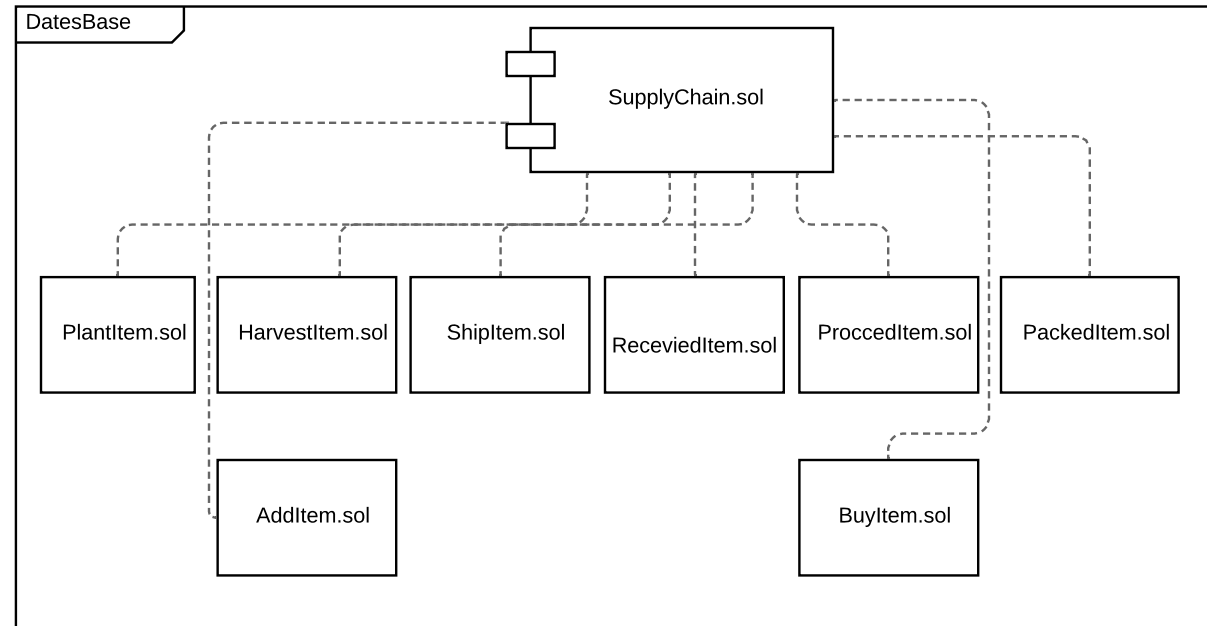 DatesBase
SupplyChain.sol
PlantItem.sol
HarvestItem.sol
ShipItem.sol
ReceviedItem.sol
ProccedItem.sol
PackedItem.sol
AddItem.sol
BuyItem.sol